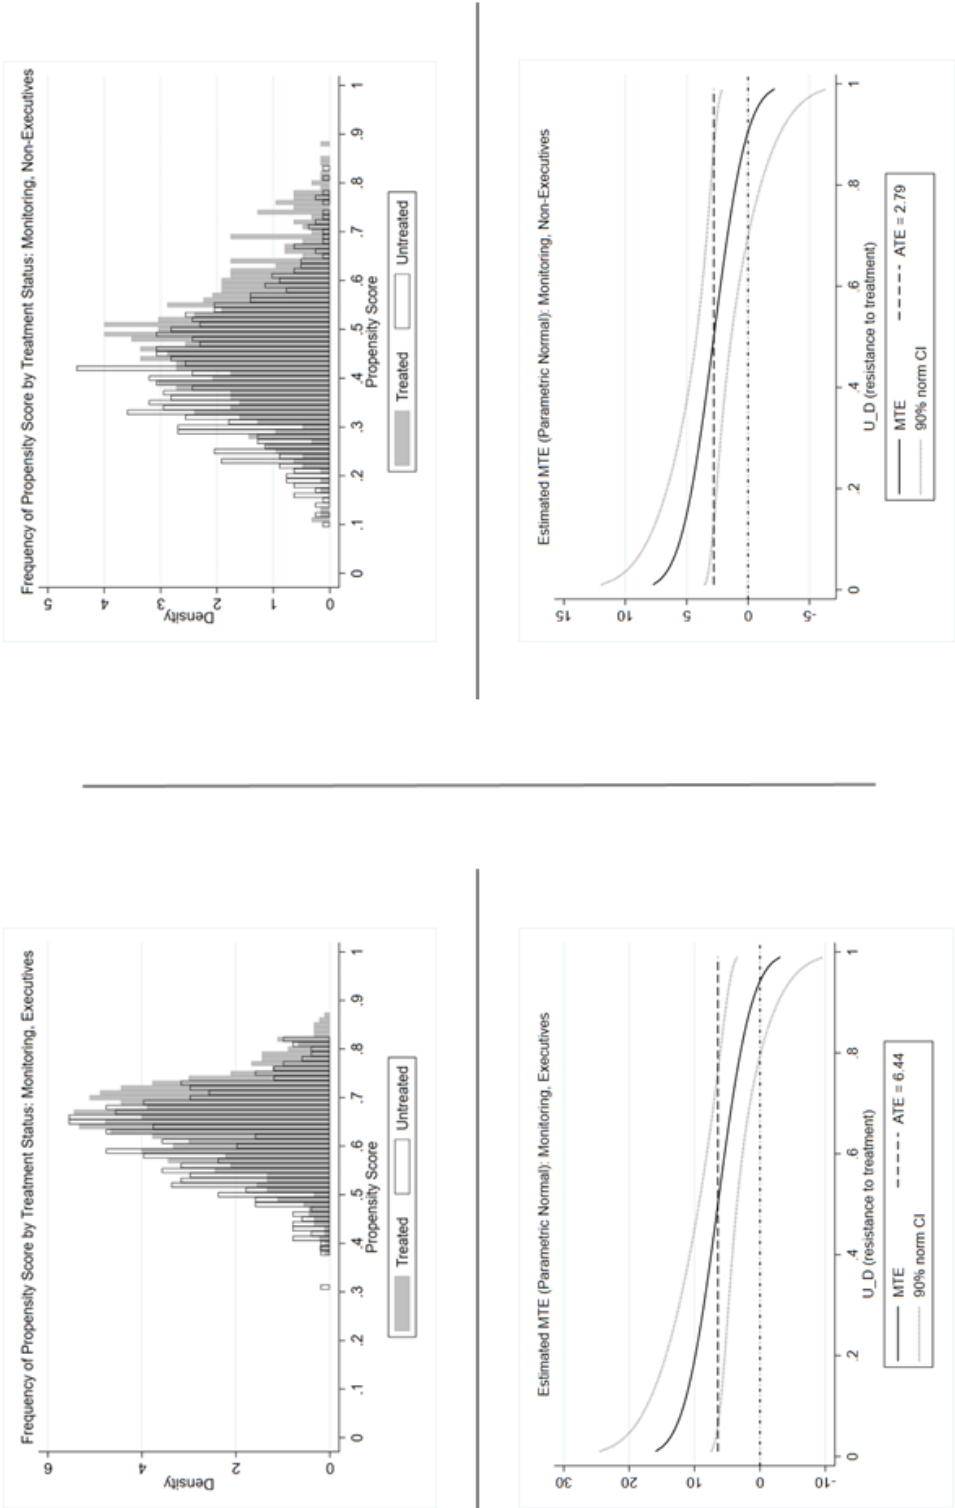 Frequency of Propensity Score by Treatment Status: Monitoring, Executives
Density
0
2
4
6
0 .1 .2 .3 .4 .5 .6 .7 .8 .9 1
Propensity Score
Treated Untreated
Frequency of Propensity Score by Treatment Status: Monitoring, Non-Executives
Density
0
1
2
3
4
5
0 .1 .2 .3 .4 .5 .6 .7 .8 .9 1
Propensity Score
Treated Untreated
Estimated MTE (Parametric Normal): Monitoring, Executives
30
20
10
0
-10
0 .2 .4 .6 .8 1
U_D (resistance to treatment)
MTE ATE = 6.44
90% norm CI
Estimated MTE (Parametric Normal): Monitoring, Non-Executives
15
10
5
0
-5
0 .2 .4 .6 .8 1
U_D (resistance to treatment)
MTE ATE = 2.79
90% norm CI